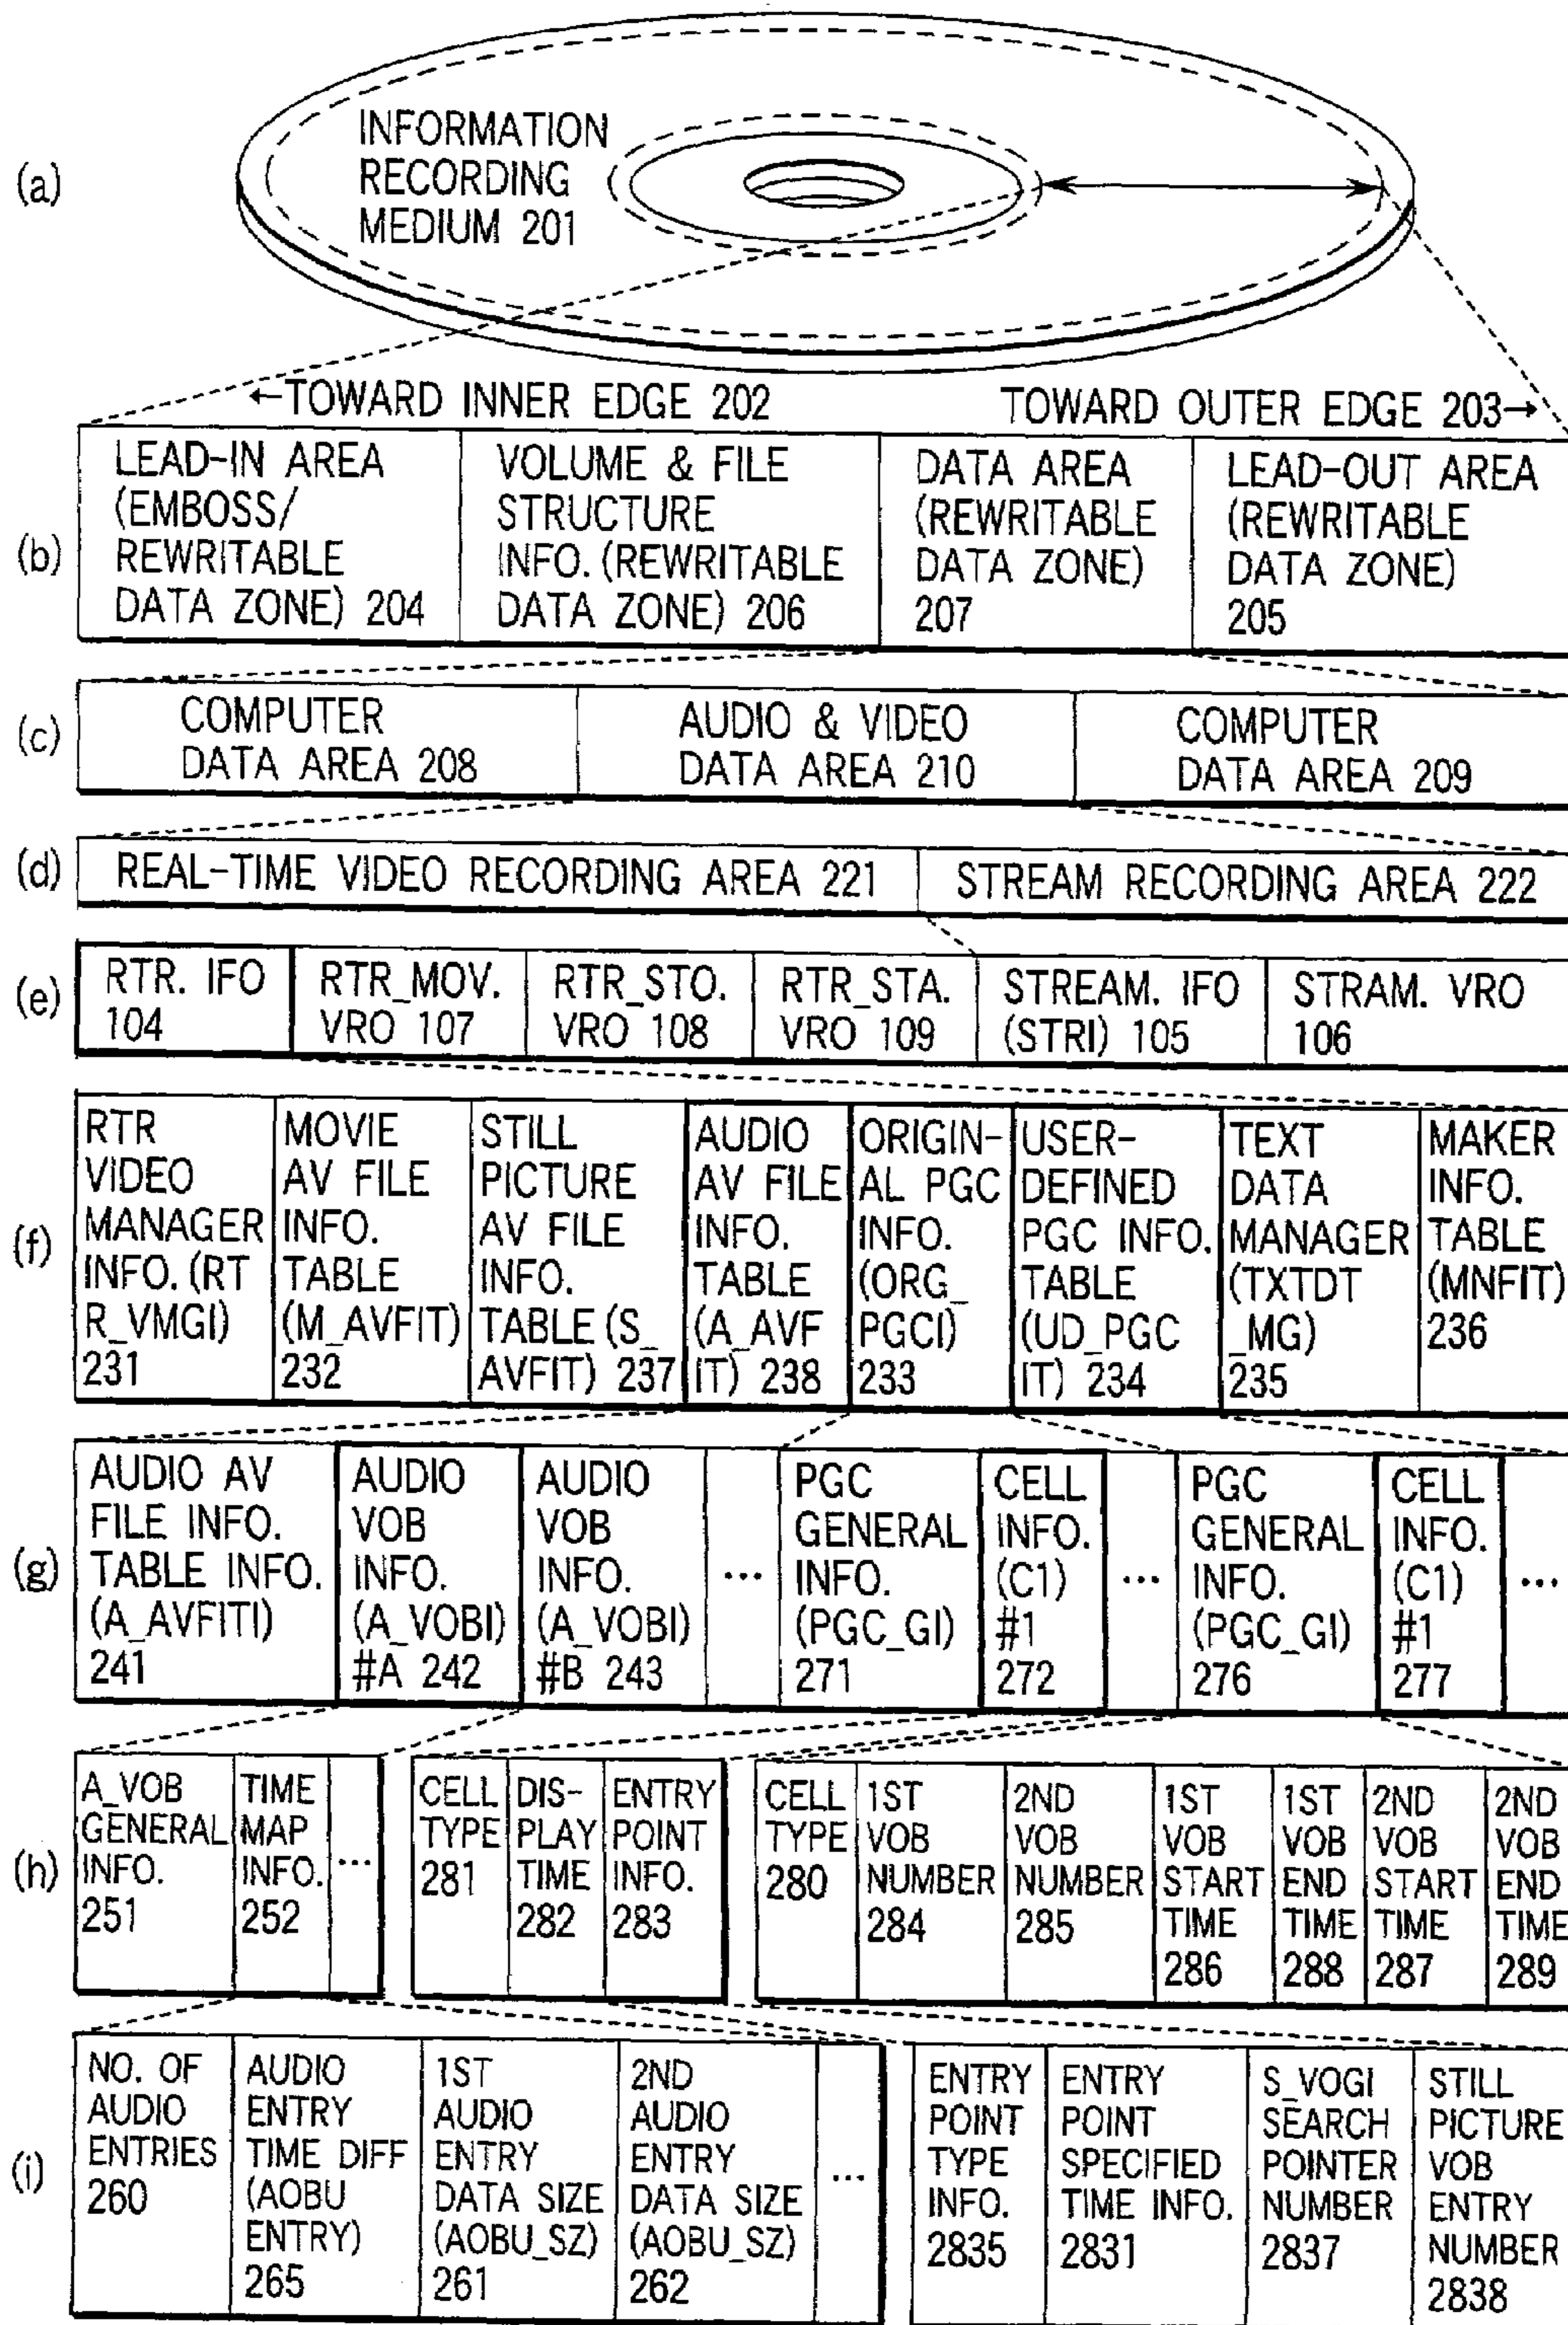 (a)
INFORMATION
RECORDING
MEDIUM 201
←TOWARD INNER EDGE 202
TOWARD OUTER EDGE 203→
(b)
LEAD-IN AREA
(EMBOSS/
REWRITABLE
DATA ZONE) 204
VOLUME & FILE
STRUCTURE
INFO. (REWRITABLE
DATA ZONE) 206
DATA AREA
(REWRITABLE
DATA ZONE)
207
LEAD-OUT AREA
(REWRITABLE
DATA ZONE)
205
(c)
COMPUTER
DATA AREA 208
AUDIO & VIDEO
DATA AREA 210
COMPUTER
DATA AREA 209
(d)
REAL-TIME VIDEO RECORDING AREA 221
STREAM RECORDING AREA 222
(e)
RTR. IFO
104
RTR_MOV.
VRO 107
RTR_STO.
VRO 108
RTR_STA.
VRO 109
STREAM. IFO
(STRI) 105
STRAM. VRO
106
(f)
RTR
VIDEO
MANAGER
INFO. (RT
R_VMGI)
231
MOVIE
AV FILE
INFO.
TABLE
(M_AVFIT)
232
STILL
PICTURE
AV FILE
INFO.
TABLE (S_
AVFIT) 237
AUDIO
AV FILE
INFO.
TABLE
(A_AVF
IT) 238
ORIGIN-
AL PGC
INFO.
(ORG_
PGCI)
233
USER-
DEFINED
PGC INFO.
TABLE
(UD_PGC
IT) 234
TEXT
DATA
MANAGER
(TXTDT
_MG)
235
MAKER
INFO.
TABLE
(MNFIT)
236
(g)
AUDIO AV
FILE INFO.
TABLE INFO.
(A_AVFITI)
241
AUDIO
VOB
INFO.
(A_VOBI)
#A 242
AUDIO
VOB
INFO.
(A_VOBI)
#B 243
...
PGC
GENERAL
INFO.
(PGC_GI)
271
CELL
INFO.
(C1)
#1
272
...
PGC
GENERAL
INFO.
(PGC_GI)
276
CELL
INFO.
(C1)
#1
277
...
(h)
A_VOB
GENERAL
INFO.
251
TIME
MAP
INFO.
252
...
CELL
TYPE
281
DIS-
PLAY
TIME
282
ENTRY
POINT
INFO.
283
CELL
TYPE
280
1ST
VOB
NUMBER
284
2ND
VOB
NUMBER
285
1ST
VOB
START
TIME
286
1ST
VOB
END
TIME
288
2ND
VOB
START
TIME
287
2ND
VOB
END
TIME
289
(i)
NO. OF
AUDIO
ENTRIES
260
AUDIO
ENTRY
TIME DIFF
(AOBU
ENTRY)
265
1ST
AUDIO
ENTRY
DATA SIZE
(AOBU_SZ)
261
2ND
AUDIO
ENTRY
DATA SIZE
(AOBU_SZ)
262
...
ENTRY
POINT
TYPE
INFO.
2835
ENTRY
POINT
SPECIFIED
TIME INFO.
2831
S_VOGI
SEARCH
POINTER
NUMBER
2837
STILL
PICTURE
VOB
ENTRY
NUMBER
2838